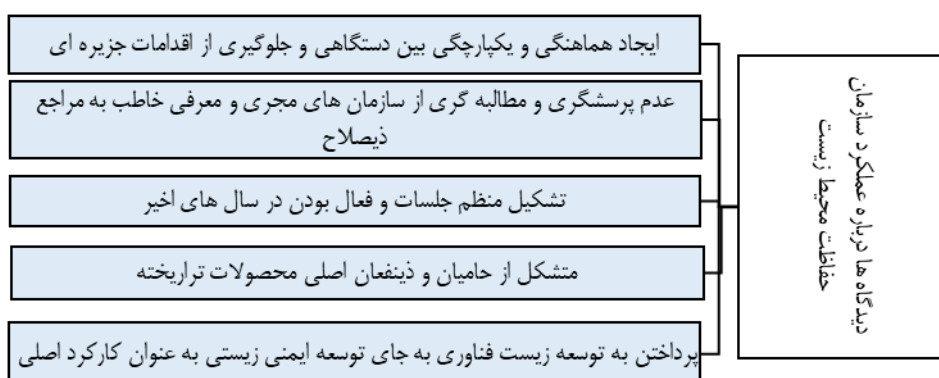 دیدگاه ها درباره عملکرد سازمان
حفاظت محیط زیست
ایجاد هماهنگی و یکپارچگی بین دستگاهی و جلوگیری از اقدامات جزیره ای
عدم پرسشگری و مطالبه گری از سازمان های مجری و معرفی خاطب به مراجع
ذیصلاح
تشکیل منظم جلسات و فعال بودن در سال های اخیر
متشکل از حامیان و ذینفعان اصلی محصولات تراریخته
پرداختن به توسعه زیست فناوری به جای توسعه ایمنی زیستی به عنوان کارکرد اصلی